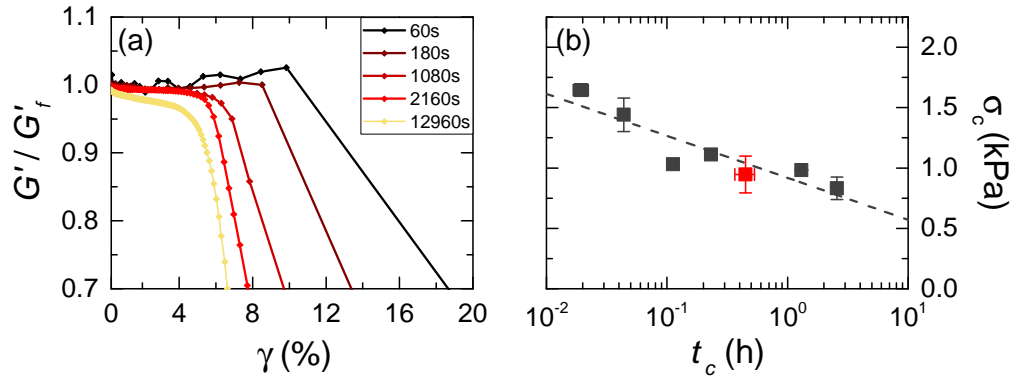 (a)
60s
180s
1080s
2160s
12960s
1.1
1.0
0.9
0.8
0.7
G' / G'f
0 4 8 12 16 20
γ (%)
(b)
2.0
1.5
1.0
0.5
0.0
σc (kPa)
10-2 10-1 100 101
tc (h)